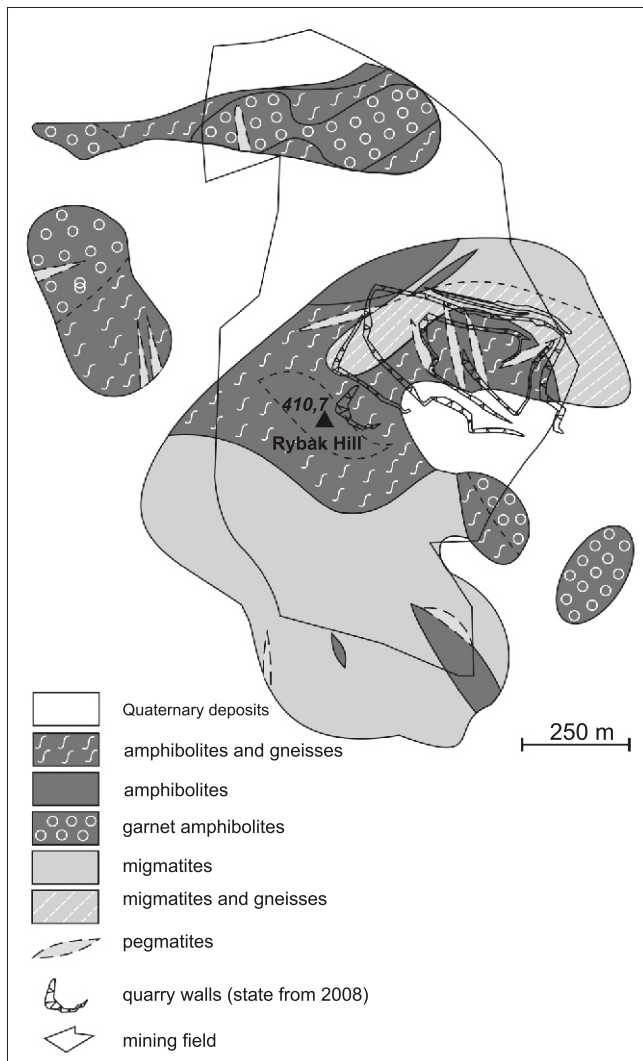 410,7
Rybak Hill
250 m
Quaternary deposits
amphibolites and gneisses
amphibolites
garnet amphibolites
migmatites
migmatites and gneisses
pegmatites
quarry walls (state from 2008)
mining field